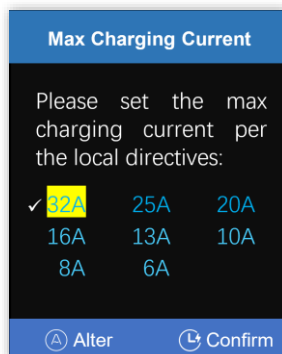 Max Charging Current
Please set the max
charging current per
the local directives:
✓ 32A 25A 20A
16A 13A 10A
8A 6A
Ⓐ Alter Confirm